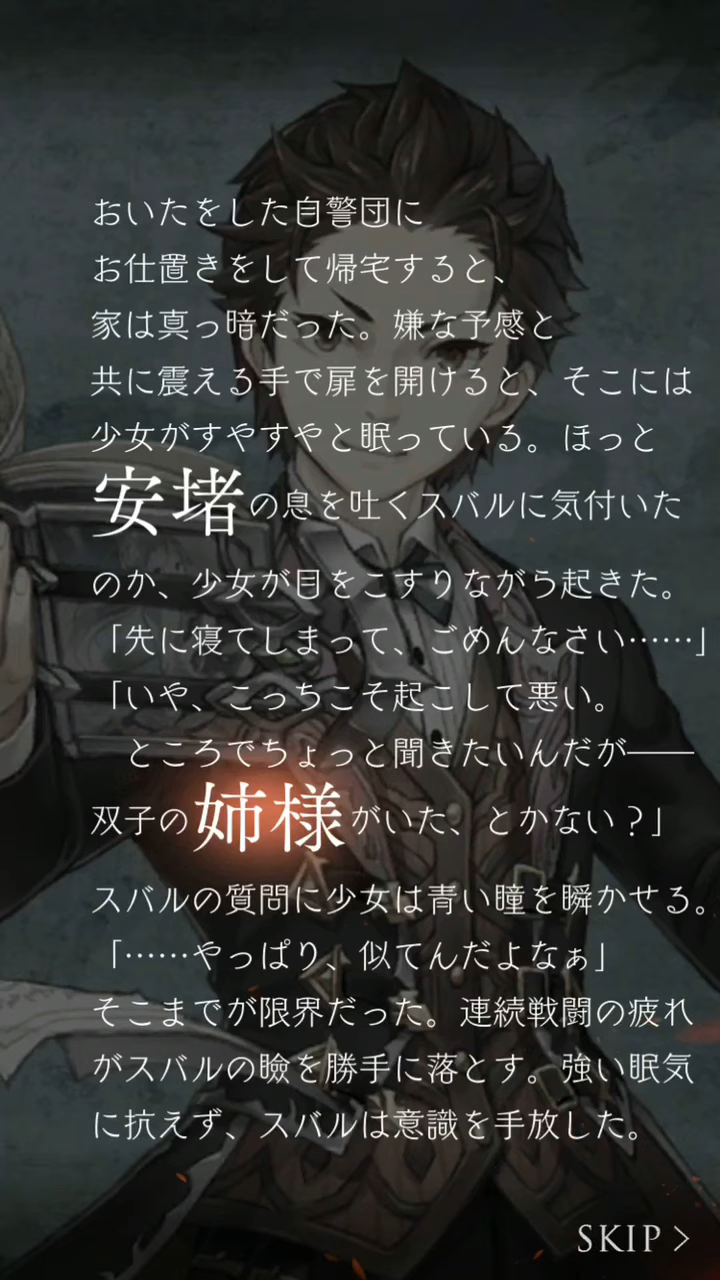 おいたをした自警団に
お仕置きをして帰宅すると、
家は真っ暗だった。嫌な予感と
共に震える手で扉を開けると、そこには
少女がすやすやと眠っている。ほっと
安堵の息を吐くスバルに気付いた
のか、少女が目をこすりながら起きた。
「先に寝てしまって、ごめんなさい……」
「いや、こっちこそ起こして悪い。
　ところでちょっと聞きたいんだが──
双子の姉様がいた、とかない？」
スバルの質問に少女は青い瞳を瞬かせる。
「……やっぱり、似てんだよなぁ」
そこまでが限界だった。連続戦闘の疲れ
がスバルの瞼を勝手に落とす。強い眠気
に抗えず、スバルは意識を手放した。
SKIP >